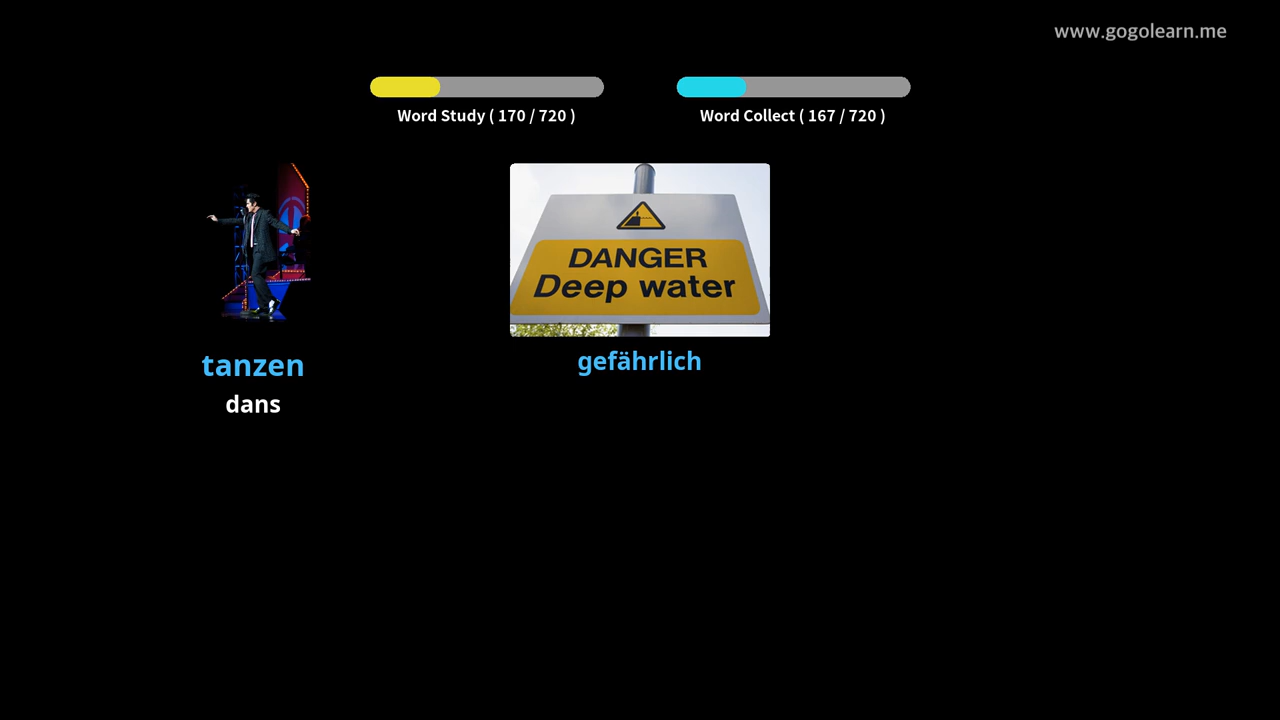 www.gogolearn.me
Word Study ( 170 / 720 )
Word Collect ( 167 / 720 )
DANGER
Deep water
tanzen
dans
gefährlich